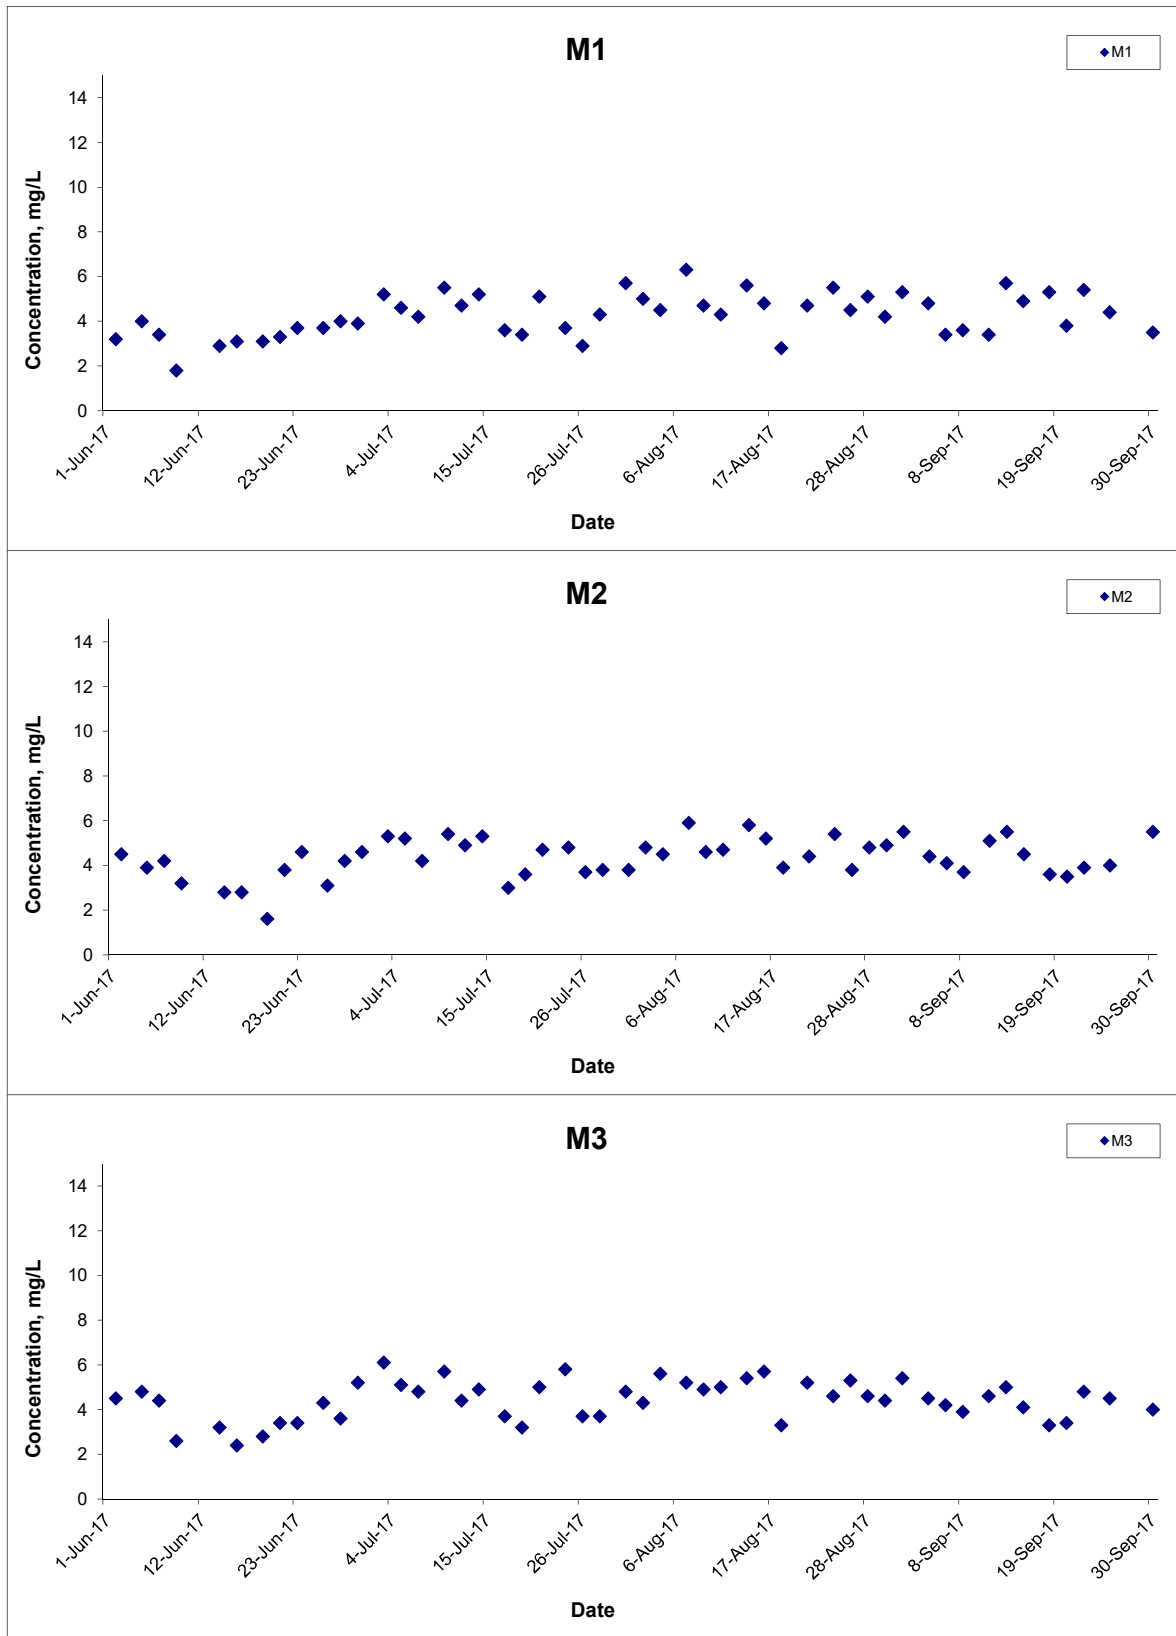 M1
M1
Concentration, mg/L
14
12
10
8
6
4
2
0
1-Jun-17
12-Jun-17
23-Jun-17
4-Jul-17
15-Jul-17
26-Jul-17
6-Aug-17
17-Aug-17
28-Aug-17
8-Sep-17
19-Sep-17
30-Sep-17
Date
M2
M2
Concentration, mg/L
14
12
10
8
6
4
2
0
1-Jun-17
12-Jun-17
23-Jun-17
4-Jul-17
15-Jul-17
26-Jul-17
6-Aug-17
17-Aug-17
28-Aug-17
8-Sep-17
19-Sep-17
30-Sep-17
Date
M3
M3
Concentration, mg/L
14
12
10
8
6
4
2
0
1-Jun-17
12-Jun-17
23-Jun-17
4-Jul-17
15-Jul-17
26-Jul-17
6-Aug-17
17-Aug-17
28-Aug-17
8-Sep-17
19-Sep-17
30-Sep-17
Date